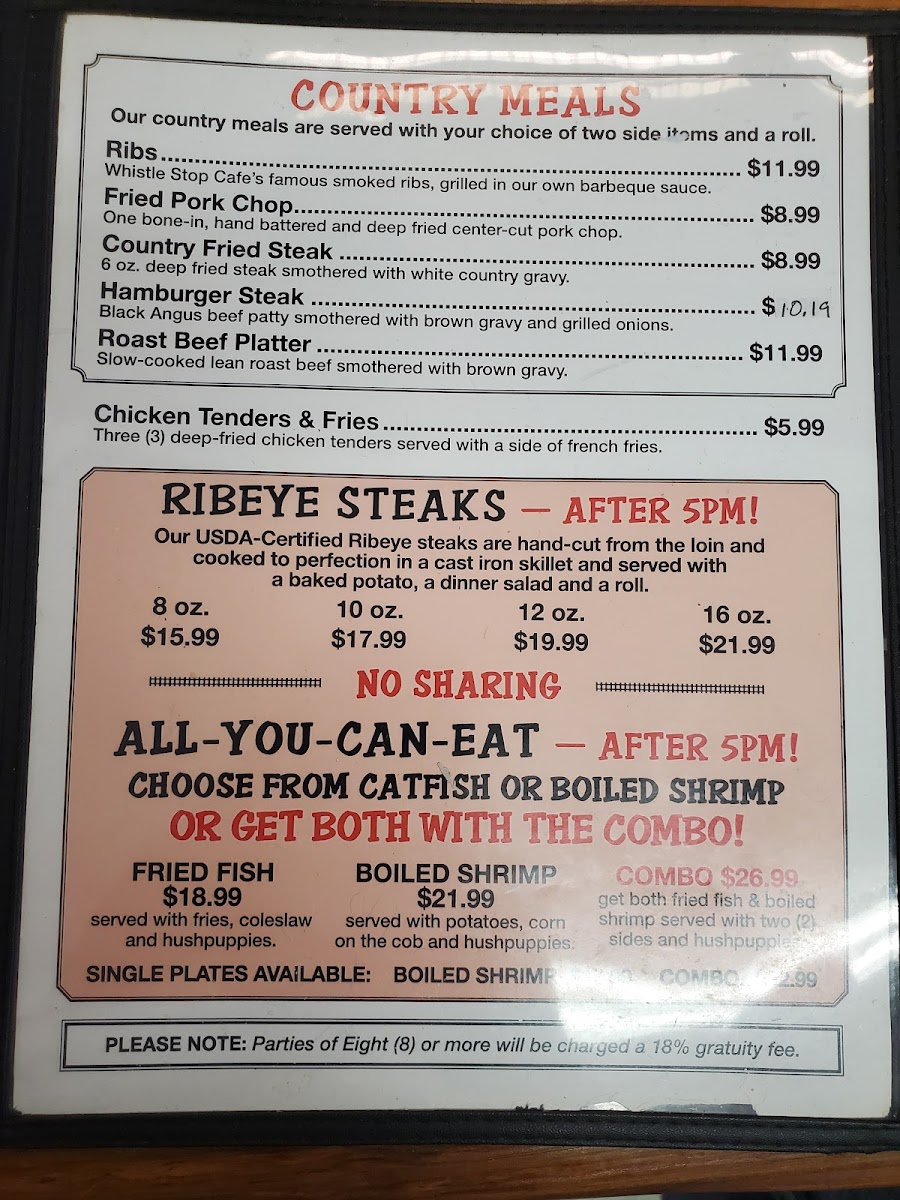 COUNTRY MEALS
Our country meals are served with your choice of two side items and a roll.
Ribs ........ $11.99
Whistle Stop Cafe's famous smoked ribs, grilled in our own barbeque sauce.
Fried Pork Chop ........ $8.99
One bone-in, hand battered and deep fried center-cut pork chop.
Country Fried Steak ........ $8.99
6 oz. deep fried steak smothered with white country gravy.
Hamburger Steak ........ $10.19
Black Angus beef patty smothered with brown gravy and grilled onions.
Roast Beef Platter ........ $11.99
Slow-cooked lean roast beef smothered with brown gravy.
Chicken Tenders & Fries ........ $5.99
Three (3) deep-fried chicken tenders served with a side of french fries.
RIBEYE STEAKS — AFTER 5PM!
Our USDA-Certified Ribeye steaks are hand-cut from the loin and
cooked to perfection in a cast iron skillet and served with
a baked potato, a dinner salad and a roll.
8 oz. 10 oz. 12 oz. 16 oz.
$15.99 $17.99 $19.99 $21.99
NO SHARING
ALL-YOU-CAN-EAT — AFTER 5PM!
CHOOSE FROM CATFISH OR BOILED SHRIMP
OR GET BOTH WITH THE COMBO!
FRIED FISH
$18.99
served with fries, coleslaw
and hushpuppies.
BOILED SHRIMP
$21.99
served with potatoes, corn
on the cob and hushpuppies.
COMBO $26.99
get both fried fish & boiled
shrimp served with two (2)
sides and hushpuppies.
SINGLE PLATES AVAiLABLE: BOILED SHRIMP COMBO
PLEASE NOTE: Parties of Eight (8) or more will be charged a 18% gratuity fee.